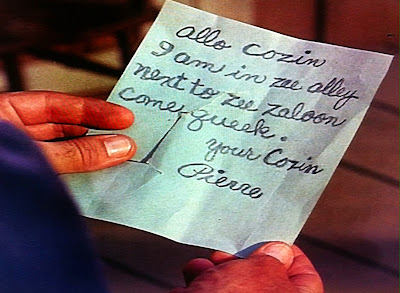 allo cozin
I am in zee alley
next to zee zaloon
come queek.
your Cozin
Pierre